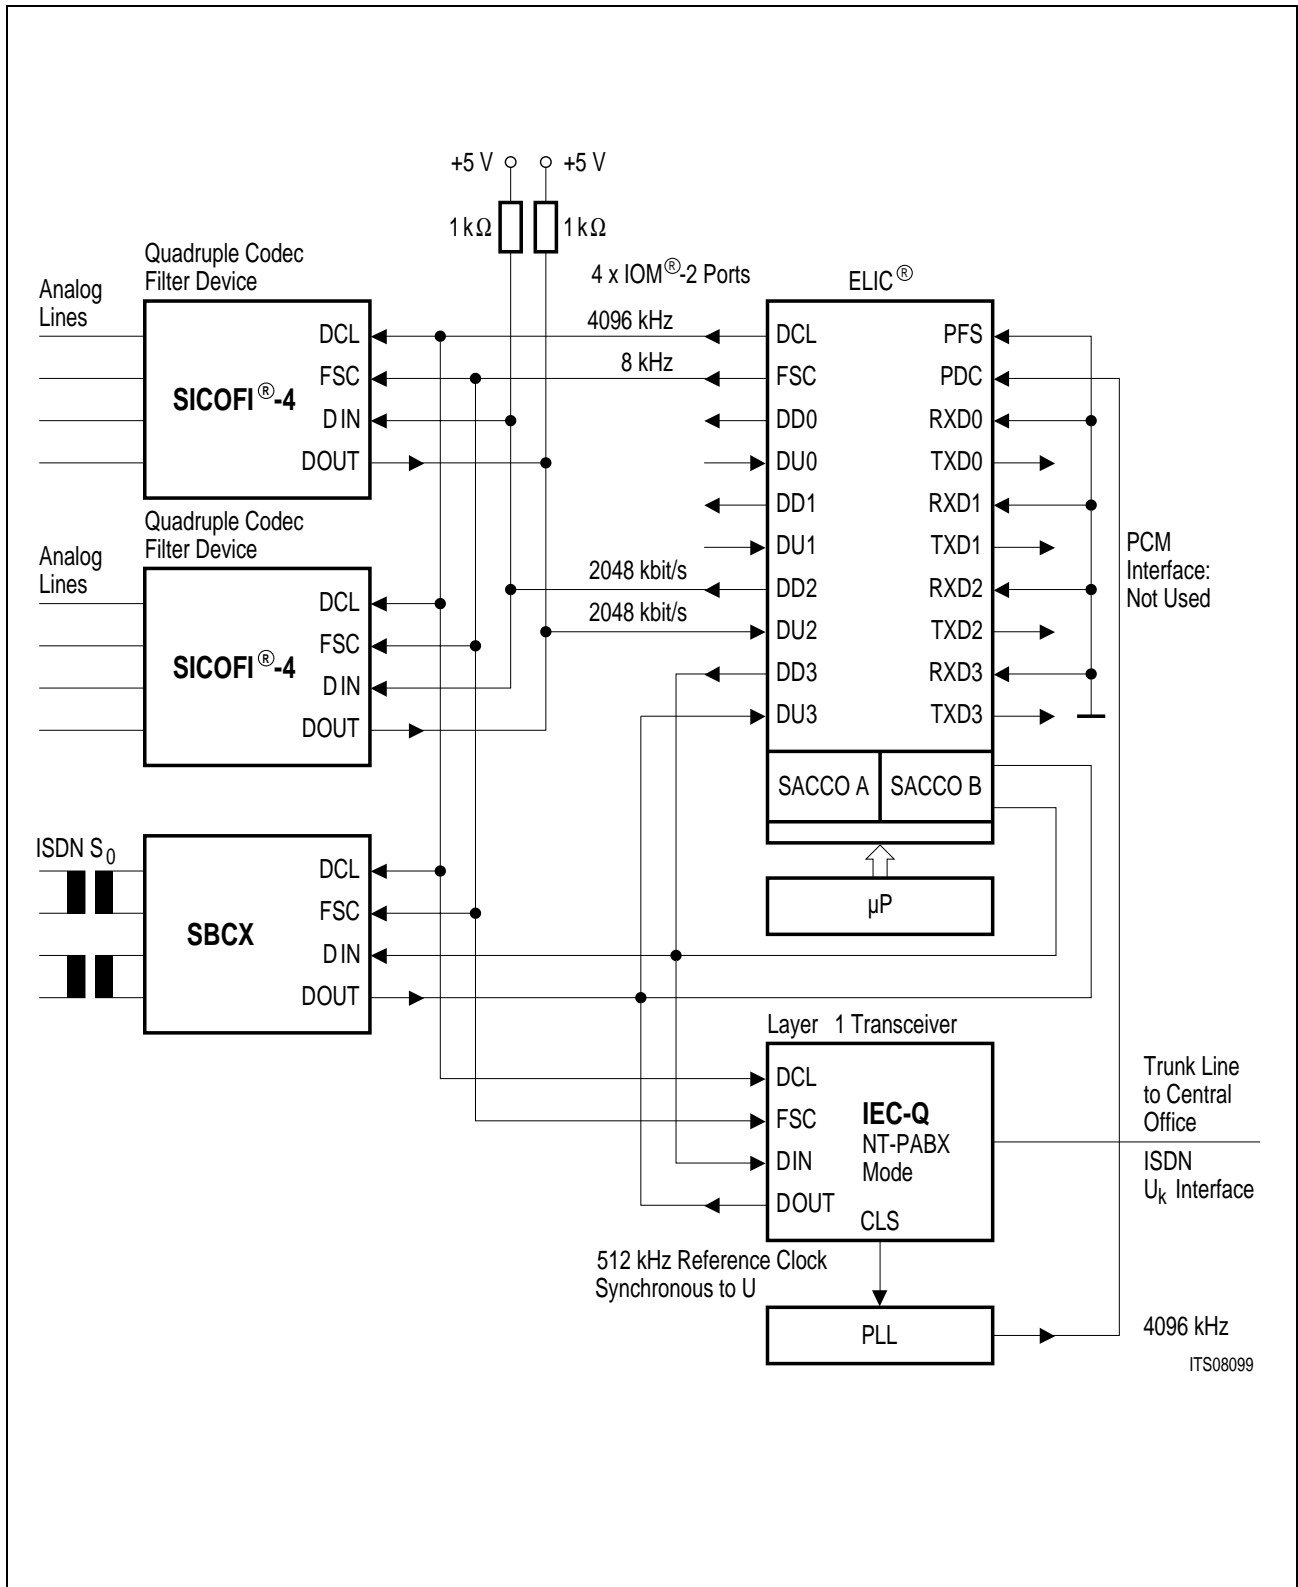 +5 V
+5 V
1 kΩ
1 kΩ
Quadruple Codec
Filter Device
4 x IOM®-2 Ports
ELIC®
Analog
Lines
SICOFI®-4
DCL
FSC
DIN
DOUT
4096 kHz
8 kHz
DCL
FSC
DD0
DU0
DD1
DU1
DD2
DU2
DD3
DU3
PFS
PDC
RXD0
TXD0
RXD1
TXD1
RXD2
TXD2
RXD3
TXD3
PCM
Interface:
Not Used
2048 kbit/s
2048 kbit/s
Quadruple Codec
Filter Device
Analog
Lines
SICOFI®-4
DCL
FSC
DIN
DOUT
SACCO A
SACCO B
µP
ISDN S0
SBCX
DCL
FSC
DIN
DOUT
Layer 1 Transceiver
DCL
FSC
DIN
DOUT
IEC-Q
NT-PABX
Mode
CLS
Trunk Line
to Central
Office
ISDN
Uk Interface
512 kHz Reference Clock
Synchronous to U
PLL
4096 kHz
ITS08099